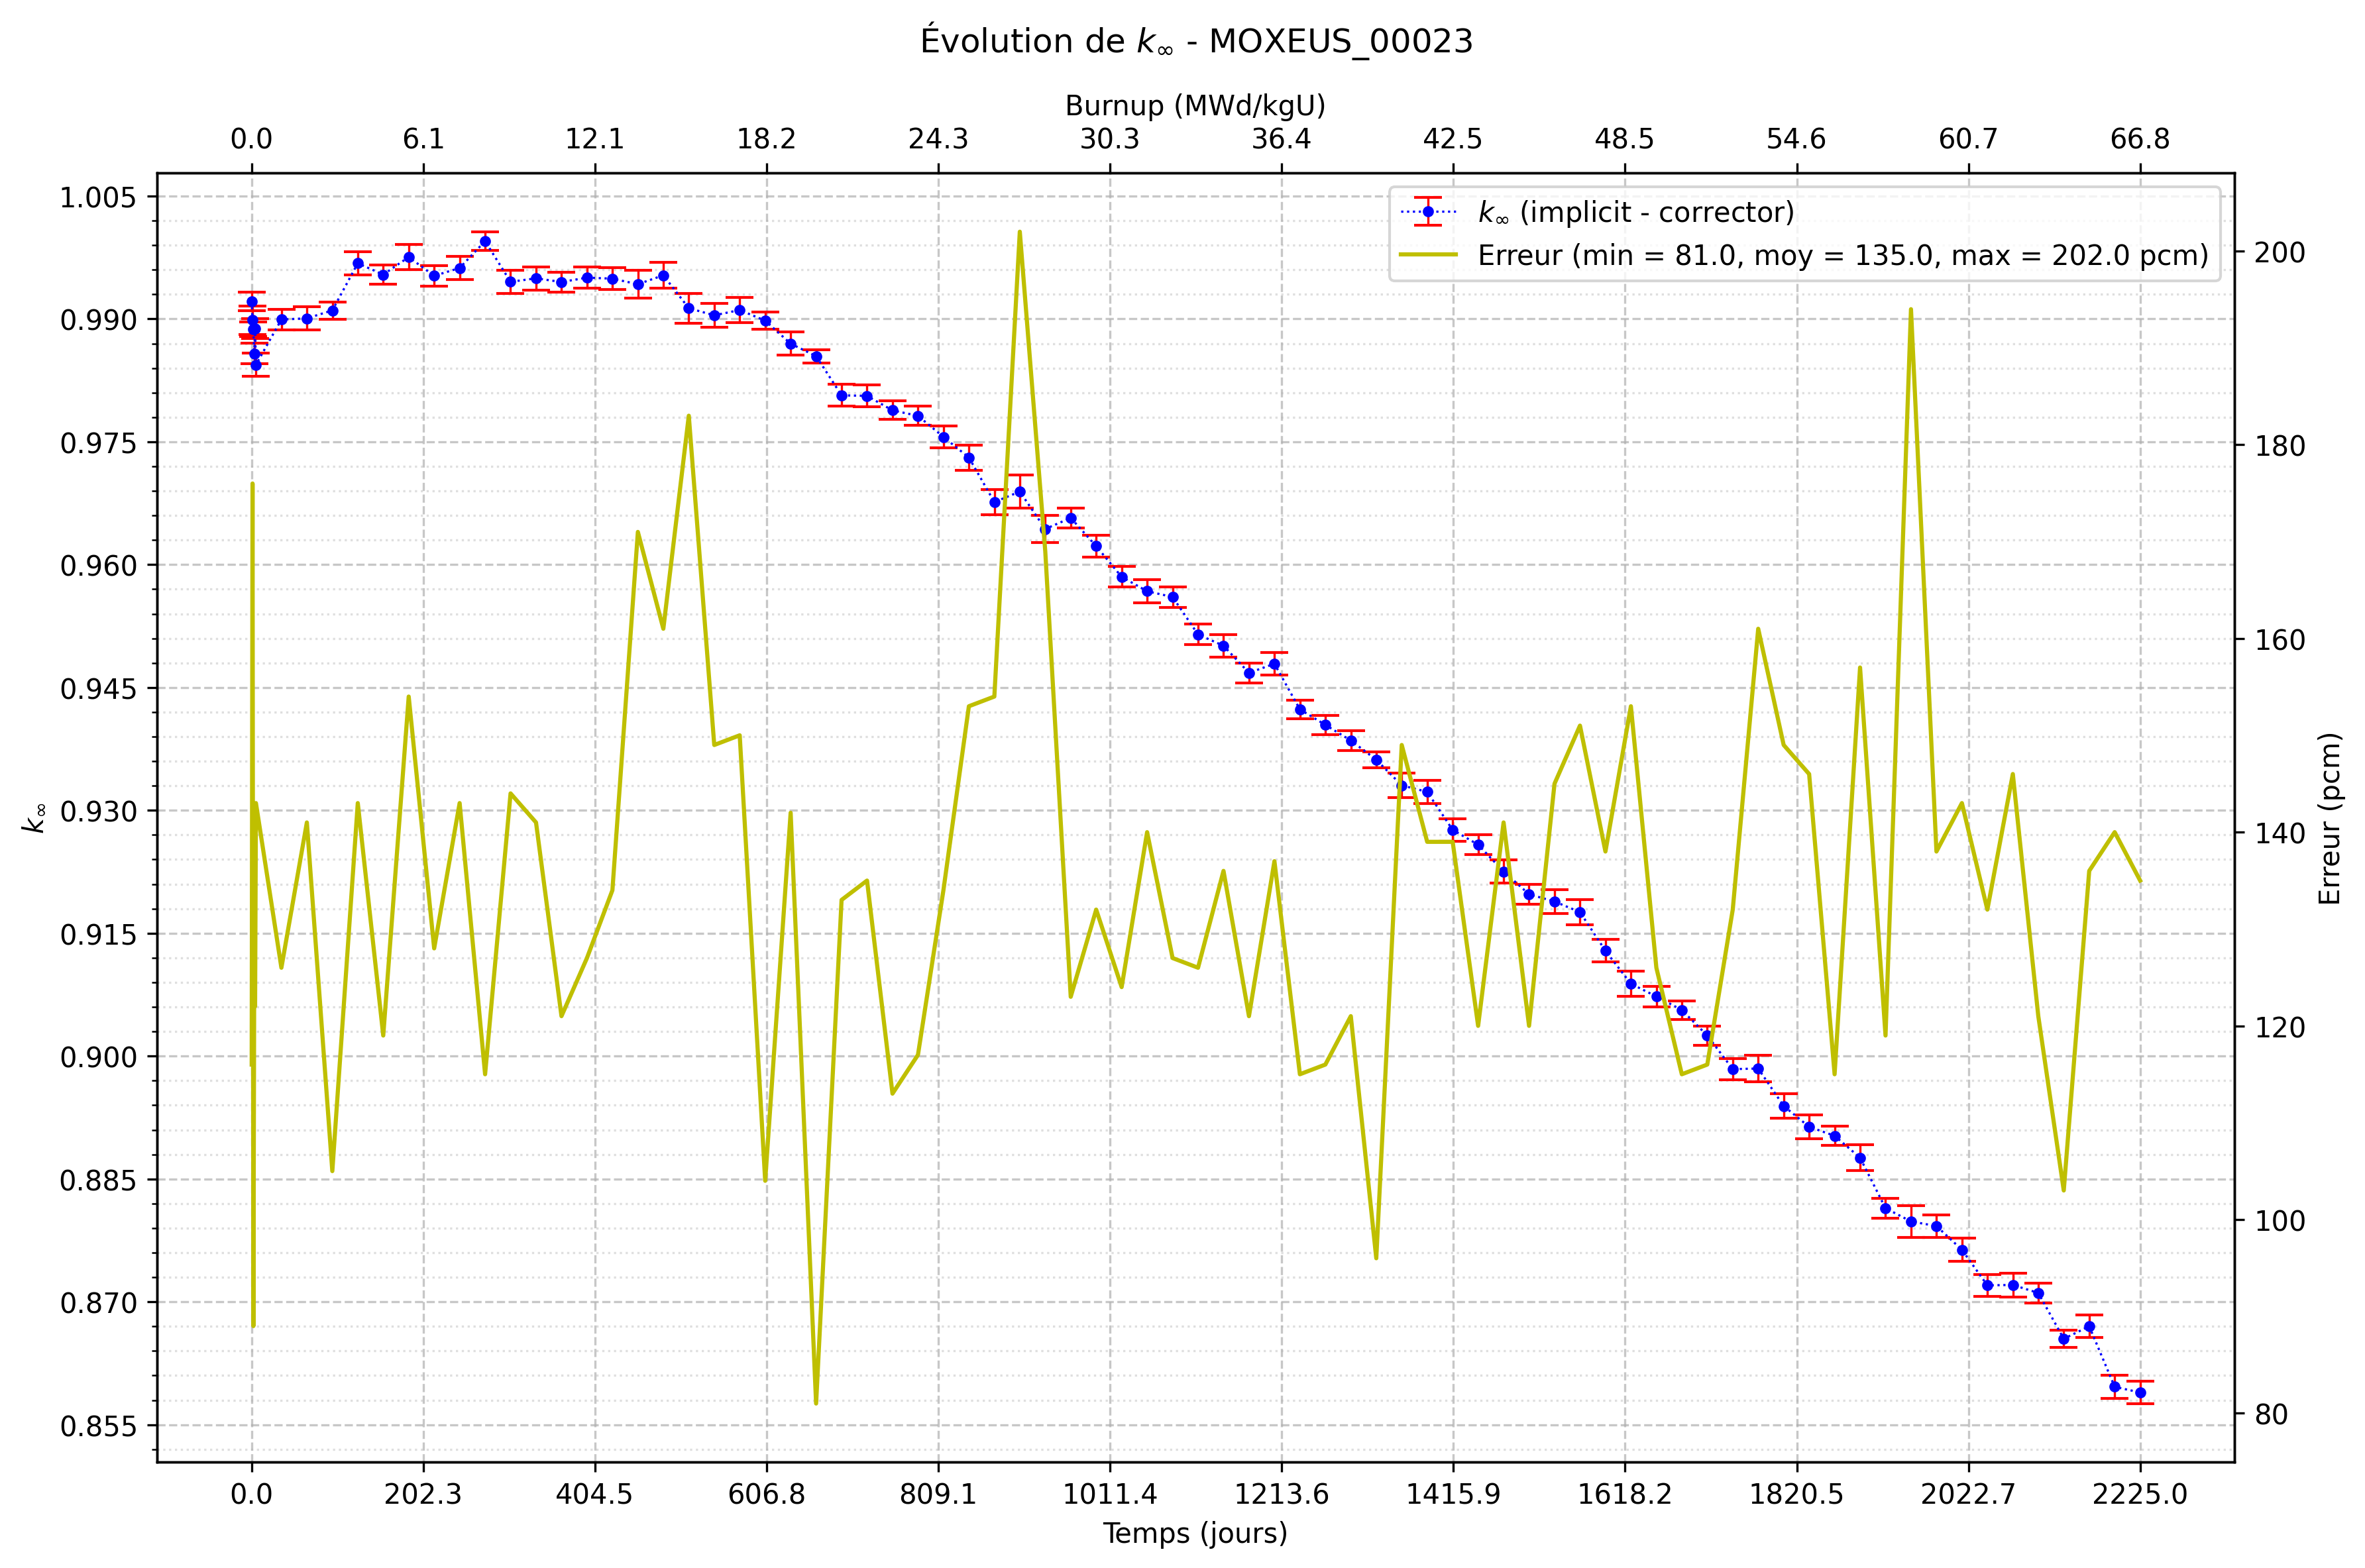 Évolution de k∞ - MOXEUS_00023
Burnup (MWd/kgU)
0.0 6.1 12.1 18.2 24.3 30.3 36.4 42.5 48.5 54.6 60.7 66.8
k∞ (implicit - corrector)
Erreur (min = 81.0, moy = 135.0, max = 202.0 pcm)
1.005
0.990
0.975
0.960
0.945
0.930
0.915
0.900
0.885
0.870
0.855
k∞
200
180
160
140
120
100
80
Erreur (pcm)
0.0 202.3 404.5 606.8 809.1 1011.4 1213.6 1415.9 1618.2 1820.5 2022.7 2225.0
Temps (jours)